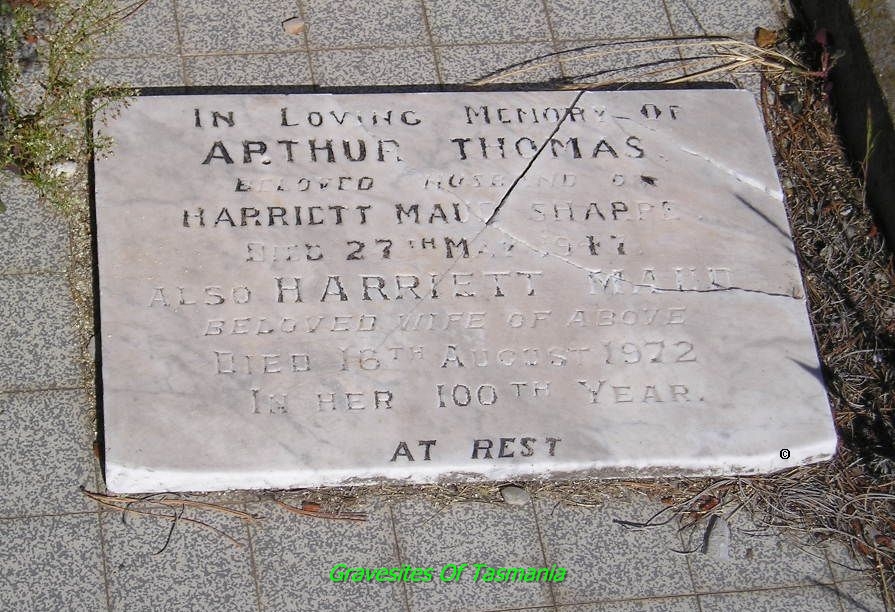 IN LOVING MEMORY OF
ARTHUR THOMAS
BELOVED HUSBAND OF
HARRIETT MAUD SHARPE
DIED 27TH MAY 1947
ALSO HARRIETT MAUD
BELOVED WIFE OF ABOVE
DIED 16TH AUGUST 1972
IN HER 100TH YEAR.
AT REST
©
Gravesites Of Tasmania